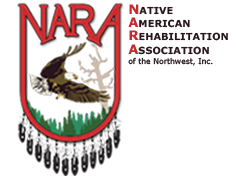 NARA
NATIVE
AMERICAN
REHABILITATION
ASSOCIATION
of the Northwest, Inc.